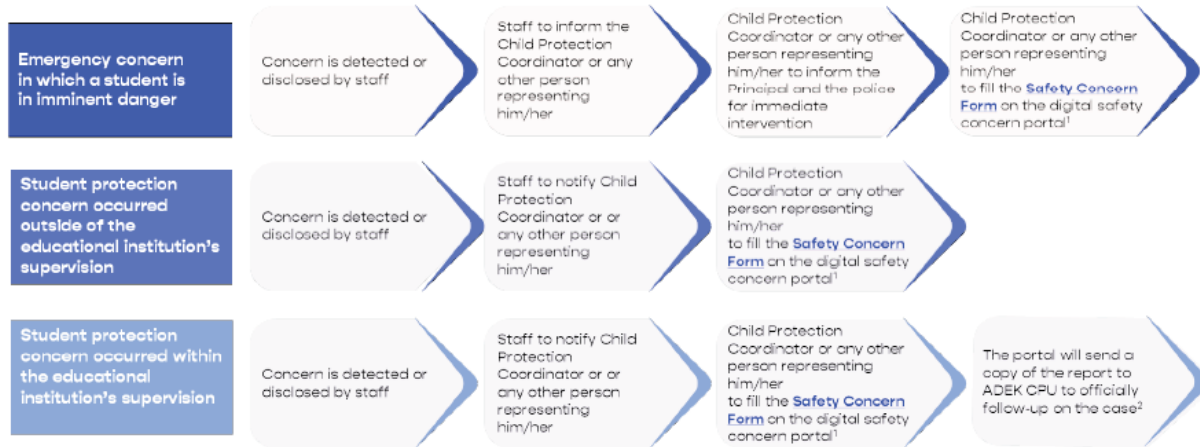 Emergency concern
in which a student is
in imminent danger
Concern is detected or
disclosed by staff
Staff to inform the
Child Protection
Coordinator or any
other person
representing
him/her
Child Protection
Coordinator or any other
person representing
him/her to inform the
Principal and the police
for immediate
intervention
Child Protection
Coordinator or any other
person representing
him/her
to fill the Safety Concern
Form on the digital safety
concern portal¹
Student protection
concern occurred
outside of the
educational institution's
supervision
Concern is detected or
disclosed by staff
Staff to notify Child
Protection
Coordinator or or
any other person
representing
him/her
Child Protection
Coordinator or any other
person representing
him/her
to fill the Safety Concern
Form on the digital safety
concern portal¹
Student protection
concern occurred within
the educational
institution's supervision
Concern is detected or
disclosed by staff
Staff to notify Child
Protection
Coordinator or or
any other person
representing
him/her
Child Protection
Coordinator or any other
person representing
him/her
to fill the Safety Concern
Form on the digital safety
concern portal¹
The portal will send a
copy of the report to
ADEK CPU to officially
follow-up on the case²